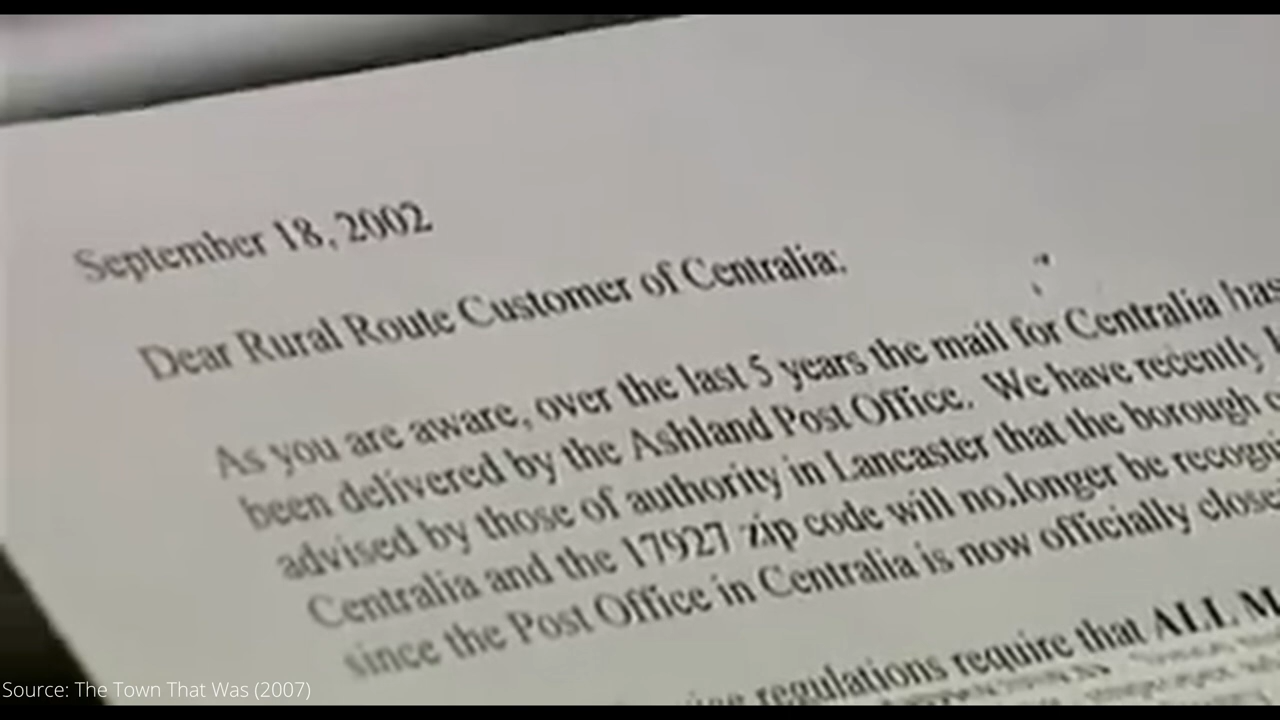 September 18, 2002
Dear Rural Route Customer of Centralia:
As you are aware, over the last 5 years the mail for Centralia has
been delivered by the Ashland Post Office. We have recently
advised by those of authority in Lancaster that the borough
Centralia and the 17927 zip code will no longer be
since the Post Office in Centralia is now officially
regulations require that ALL
Source: The Town That Was (2007)